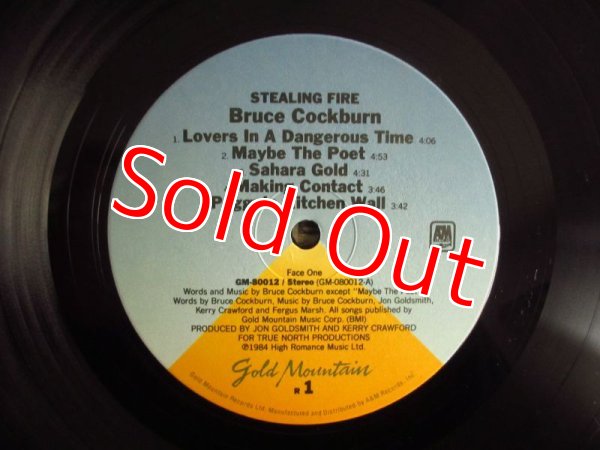 STEALING FIRE
Bruce Cockburn
1. Lovers In A Dangerous Time 4:06
2. Maybe The Poet 4:53
Sahara Gold 4:31
Making Contact 3:46
Kitchen Wall 3:42
Sold Out
A&M
Face One
GM-80012 / Stereo (GM-080012-A)
Words and Music by Bruce Cockburn except "Maybe The Poet"
Words by Bruce Cockburn, Music by Bruce Cockburn, Jon Goldsmith,
Kerry Crawford and Fergus Marsh. All songs published by
Gold Mountain Music Corp. (BMI)
PRODUCED BY JON GOLDSMITH AND KERRY CRAWFORD
FOR TRUE NORTH PRODUCTIONS
℗1984 High Romance Music Ltd.
Gold Mountain
R 1
Gold Mountain Records Ltd. Manufactured and Distributed by A&M Records, Inc.